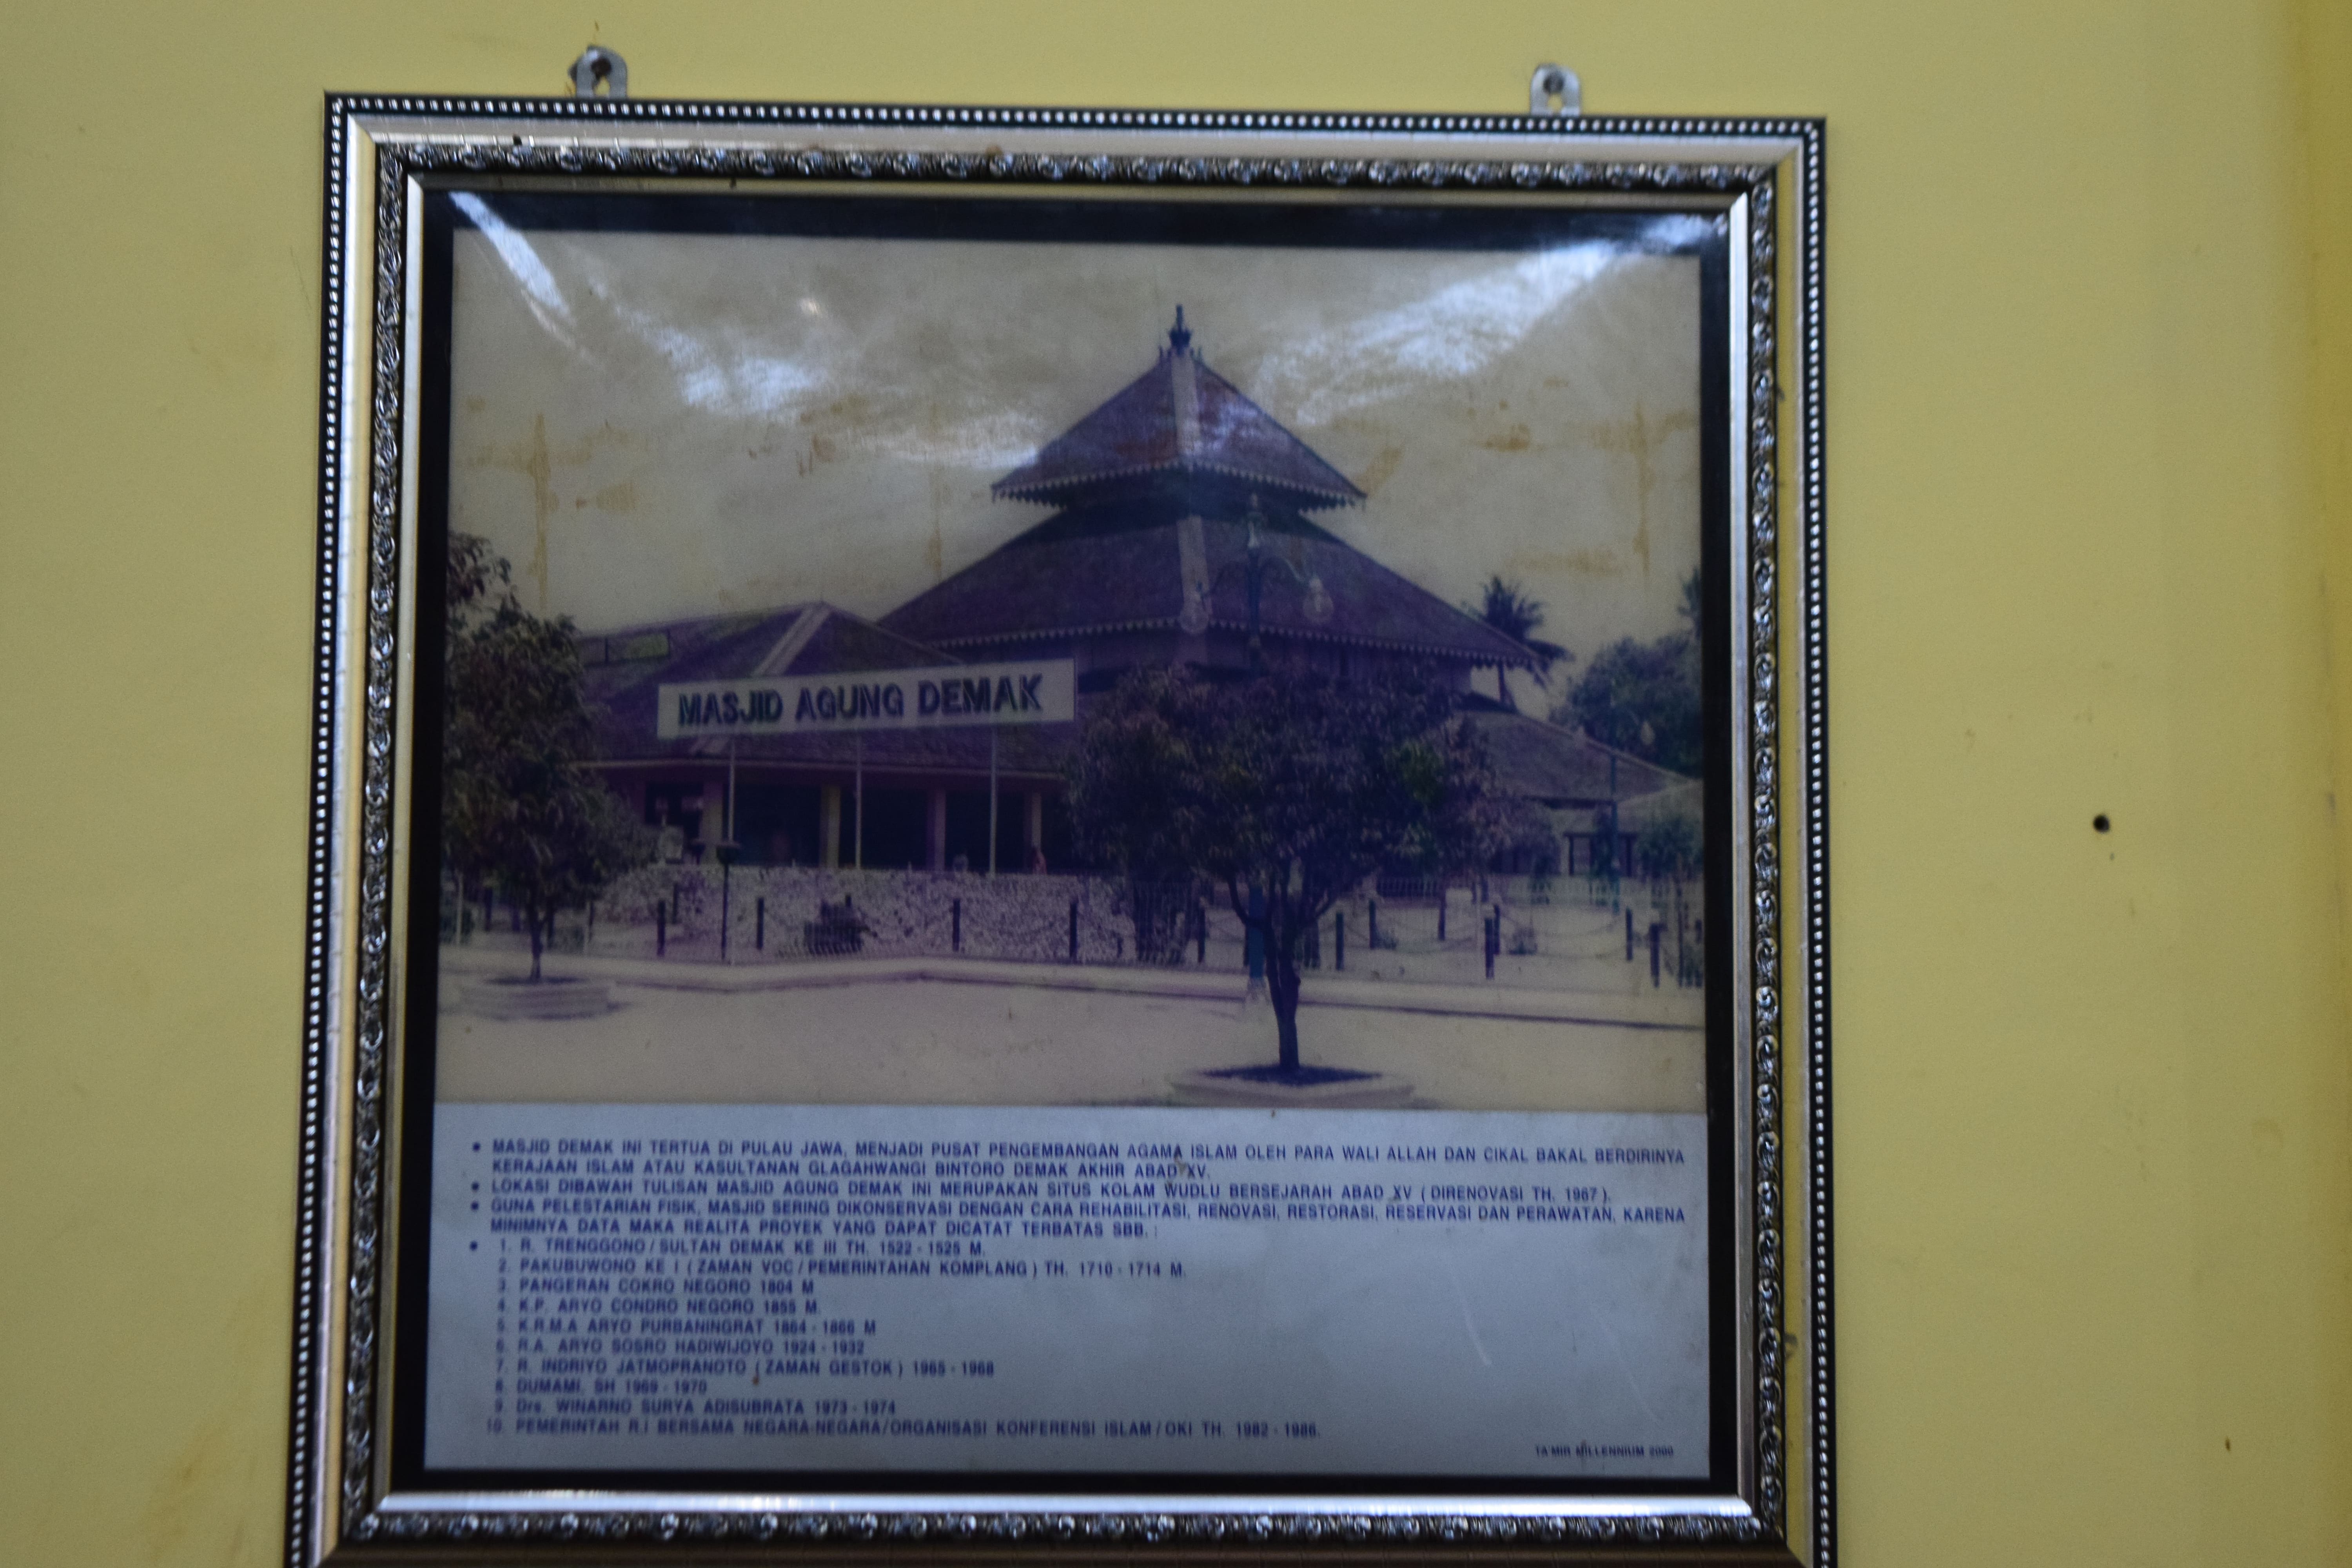 MASJID AGUNG DEMAK
• MASJID DEMAK INI TERTUA DI PULAU JAWA, MENJADI PUSAT PENGEMBANGAN AGAMA ISLAM OLEH PARA WALI ALLAH DAN CIKAL BAKAL BERDIRINYA
KERAJAAN ISLAM ATAU KASULTANAN GLAGAHWANGI BINTORO DEMAK AKHIR ABAD XV.
• LOKASI DIBAWAH TULISAN MASJID AGUNG DEMAK INI MERUPAKAN SITUS KOLAM WUDLU BERSEJARAH ABAD XV ( DIRENOVASI TH. 1967 ).
• GUNA PELESTARIAN FISIK, MASJID SERING DIKONSERVASI DENGAN CARA REHABILITASI, RENOVASI, RESTORASI, RESERVASI DAN PERAWATAN, KARENA
MINIMNYA DATA MAKA REALITA PROYEK YANG DAPAT DICATAT TERBATAS SBB. :
• 1. R. TRENGGONO / SULTAN DEMAK KE III TH. 1522 - 1525 M.
2. PAKUBUWONO KE I ( ZAMAN VOC / PEMERINTAHAN KOMPLANG ) TH. 1710 - 1714 M.
3. PANGERAN COKRO NEGORO 1804 M
4. K.P. ARYO CONDRO NEGORO 1855 M.
5. K.R.M.A ARYO PURBANINGRAT 1864 - 1866 M
6. R.A. ARYO SOSRO HADIWIJOYO 1924 - 1932
7. R. INDRIYO JATMOPRANOTO ( ZAMAN GESTOK ) 1965 - 1968
8. DUMAMI, SH 1969 - 1970
9. Drs. WINARNO SURYA ADISUBRATA 1973 - 1974
10. PEMERINTAH R.I BERSAMA NEGARA-NEGARA/ORGANISASI KONFERENSI ISLAM / OKI TH. 1982 - 1986.
TA'MIR MILLENNIUM 2000